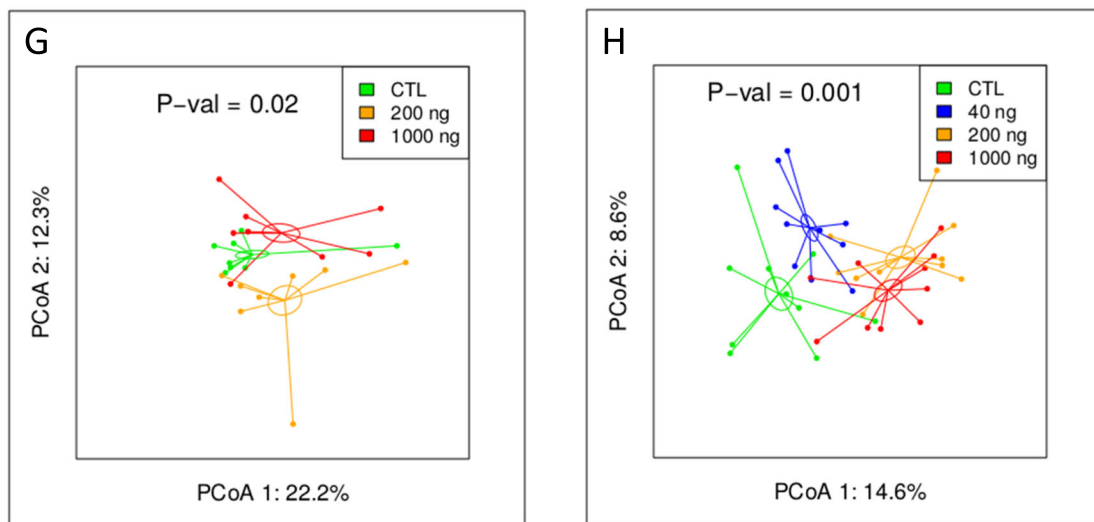 G
P-val = 0.02
CTL
200 ng
1000 ng
PCoA 2: 12.3%
PCoA 1: 22.2%
H
P-val = 0.001
CTL
40 ng
200 ng
1000 ng
PCoA 2: 8.6%
PCoA 1: 14.6%